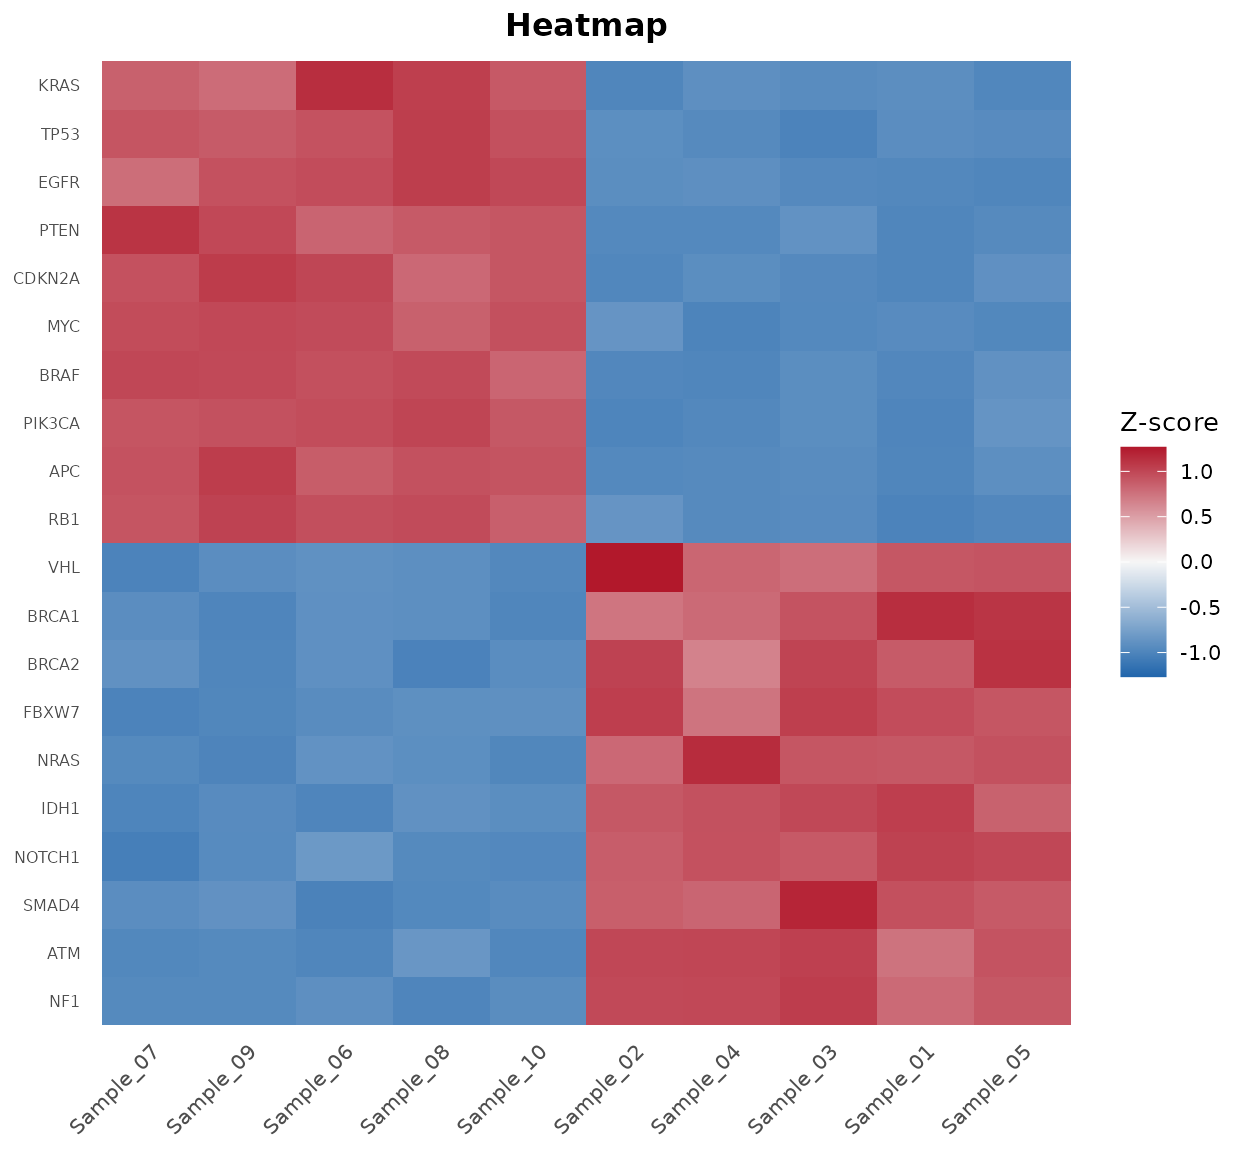 Heatmap
KRAS
TP53
EGFR
PTEN
CDKN2A
MYC
BRAF
PIK3CA
APC
RB1
VHL
BRCA1
BRCA2
FBXW7
NRAS
IDH1
NOTCH1
SMAD4
ATM
NF1
Sample_07
Sample_09
Sample_06
Sample_08
Sample_10
Sample_02
Sample_04
Sample_03
Sample_01
Sample_05
Z-score
1.0
0.5
0.0
-0.5
-1.0